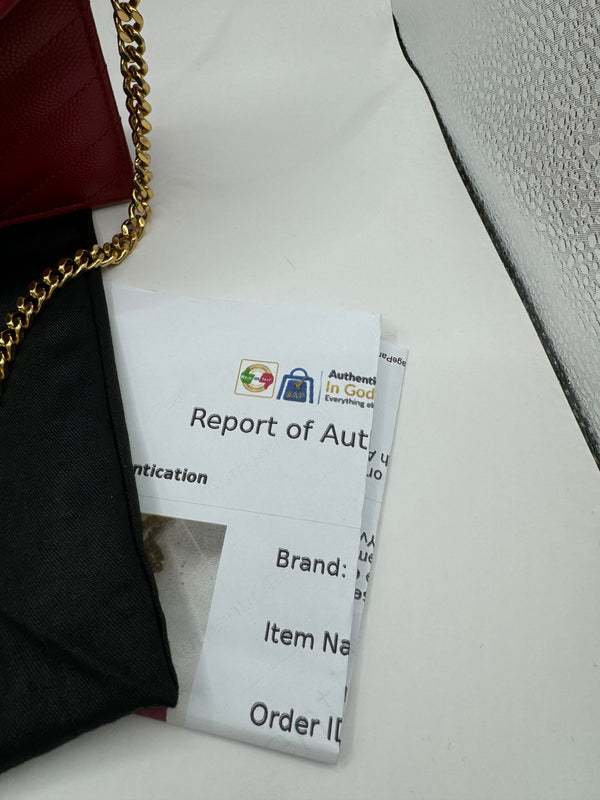 Authenti
In God
Everything el
Report of Aut
ntication
Brand:
Item Na
Order ID